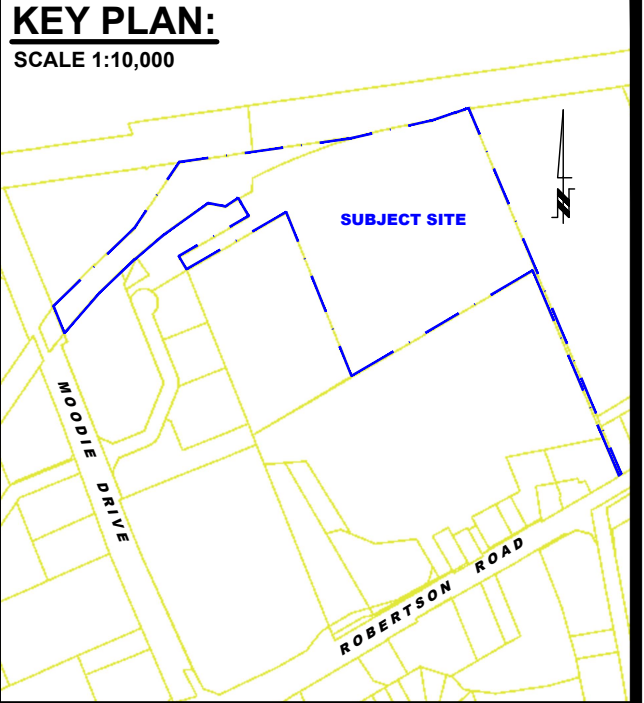 KEY PLAN:
SCALE 1:10,000
SUBJECT SITE
N
MOODIE DRIVE
ROBERTSON ROAD